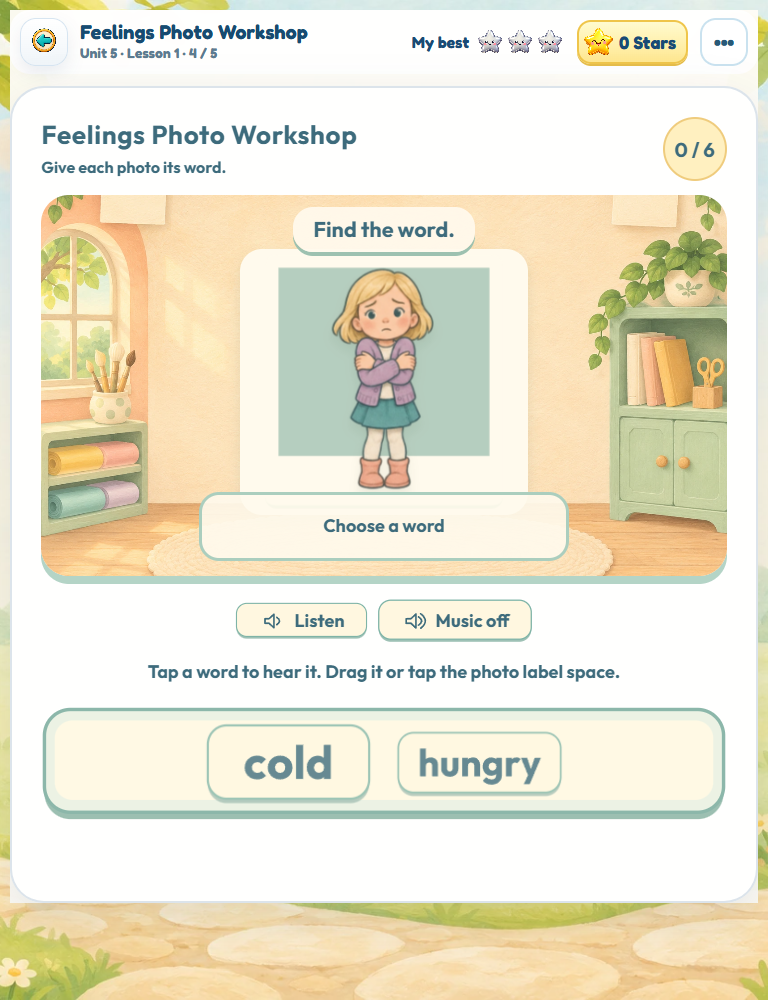 Feelings Photo Workshop
Unit 5 · Lesson 1 · 4 / 5
My best
0 Stars
Feelings Photo Workshop
Give each photo its word.
0 / 6
Find the word.
Choose a word
Listen
Music off
Tap a word to hear it. Drag it or tap the photo label space.
cold
hungry